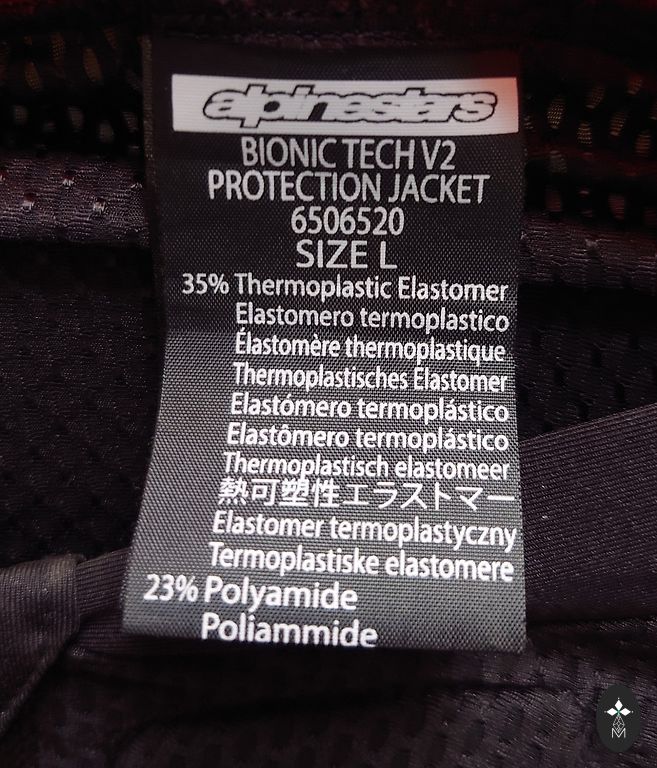 alpinestars
BIONIC TECH V2
PROTECTION JACKET
6506520
SIZE L
35% Thermoplastic Elastomer
Elastomero termoplastico
Élastomère thermoplastique
Thermoplastisches Elastomer
Elastómero termoplástico
Elastômero termoplástico
Thermoplastisch elastomeer
熱可塑性エラストマー
Elastomer termoplastyczny
Termoplastiske elastomere
23% Polyamide
Poliammide
M